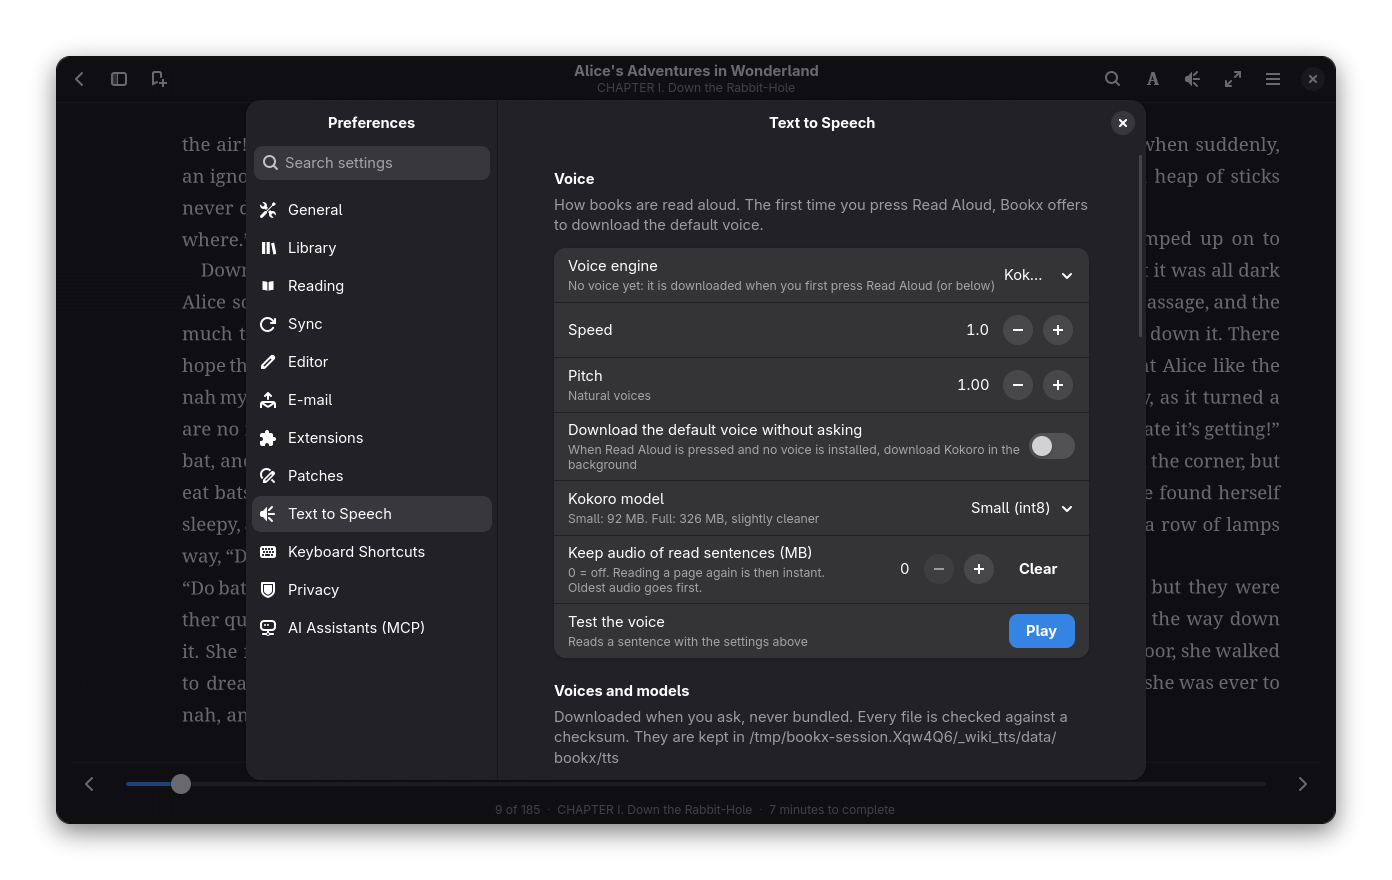 Alice's Adventures in Wonderland
CHAPTER I. Down the Rabbit-Hole
Preferences
Search settings
General
Library
Reading
Sync
Editor
E-mail
Extensions
Patches
Text to Speech
Keyboard Shortcuts
Privacy
AI Assistants (MCP)
Text to Speech
Voice
How books are read aloud. The first time you press Read Aloud, Bookx offers
to download the default voice.
Voice engine
No voice yet: it is downloaded when you first press Read Aloud (or below)
Kok...
Speed
1.0
Pitch
Natural voices
1.00
Download the default voice without asking
When Read Aloud is pressed and no voice is installed, download Kokoro in the
background
Kokoro model
Small: 92 MB. Full: 326 MB, slightly cleaner
Small (int8)
Keep audio of read sentences (MB)
0 = off. Reading a page again is then instant.
Oldest audio goes first.
0
Clear
Test the voice
Reads a sentence with the settings above
Play
Voices and models
Downloaded when you ask, never bundled. Every file is checked against a
checksum. They are kept in /tmp/bookx-session.Xqw4Q6/_wiki_tts/data/
bookx/tts
the air!
an igno
never
where.”
Down
Alice
much
hope
nah my
are no
bat,
eat bats
sleepy,
way,
“Do bat
ther
it. She
to
nah,
when suddenly,
heap of sticks
up on to
it was all dark
and the
down it. There
Alice like the
as it turned a
it’s getting!”
the corner, but
found herself
a row of lamps
but they were
the way down
she walked
she was ever to
9 of 185 · CHAPTER I. Down the Rabbit-Hole · 7 minutes to complete